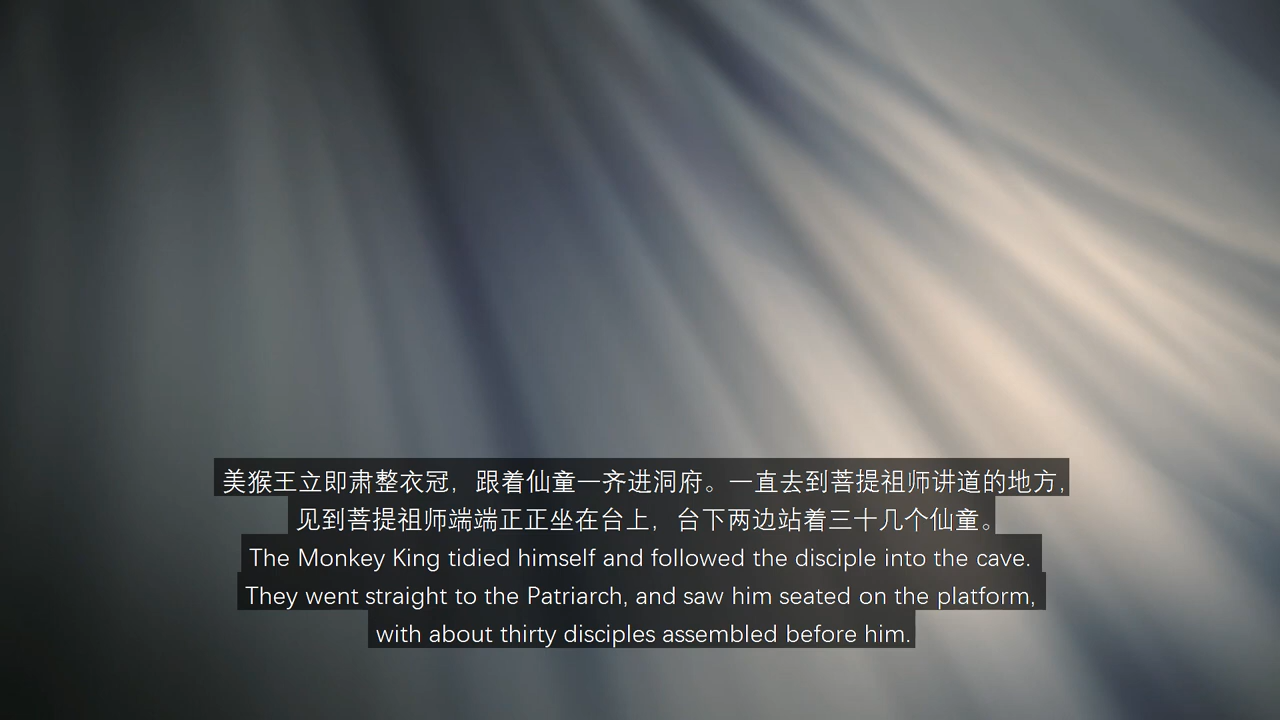 美猴王立即肃整衣冠，跟着仙童一齐进洞府。一直去到菩提祖师讲道的地方，
见到菩提祖师端端正正坐在台上，台下两边站着三十几个仙童。
The Monkey King tidied himself and followed the disciple into the cave.
They went straight to the Patriarch, and saw him seated on the platform,
with about thirty disciples assembled before him.